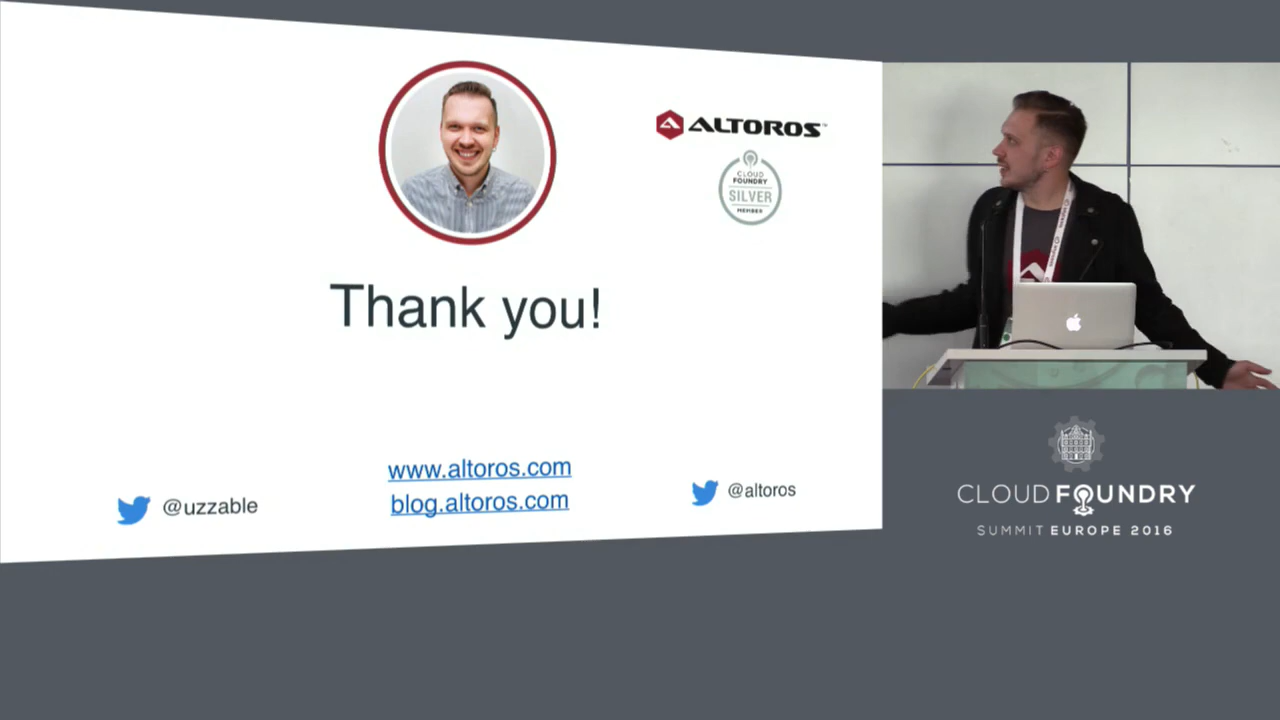 ALTOROS™
CLOUD
FOUNDRY
SILVER
MEMBER
Thank you!
www.altoros.com
blog.altoros.com
@uzzable
@altoros
CLOUD FOUNDRY
SUMMIT EUROPE 2016